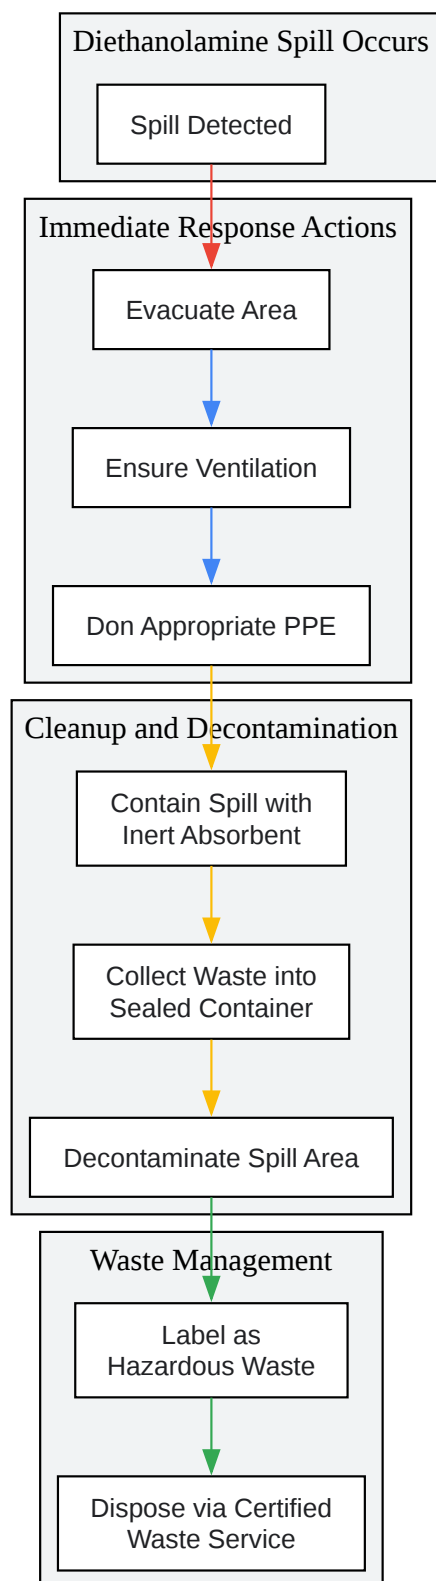 Diethanolamine Spill Occurs
Spill Detected
Immediate Response Actions
Evacuate Area
Ensure Ventilation
Don Appropriate PPE
Cleanup and Decontamination
Contain Spill with
Inert Absorbent
Collect Waste into
Sealed Container
Decontaminate Spill Area
Waste Management
Label as
Hazardous Waste
Dispose via Certified
Waste Service